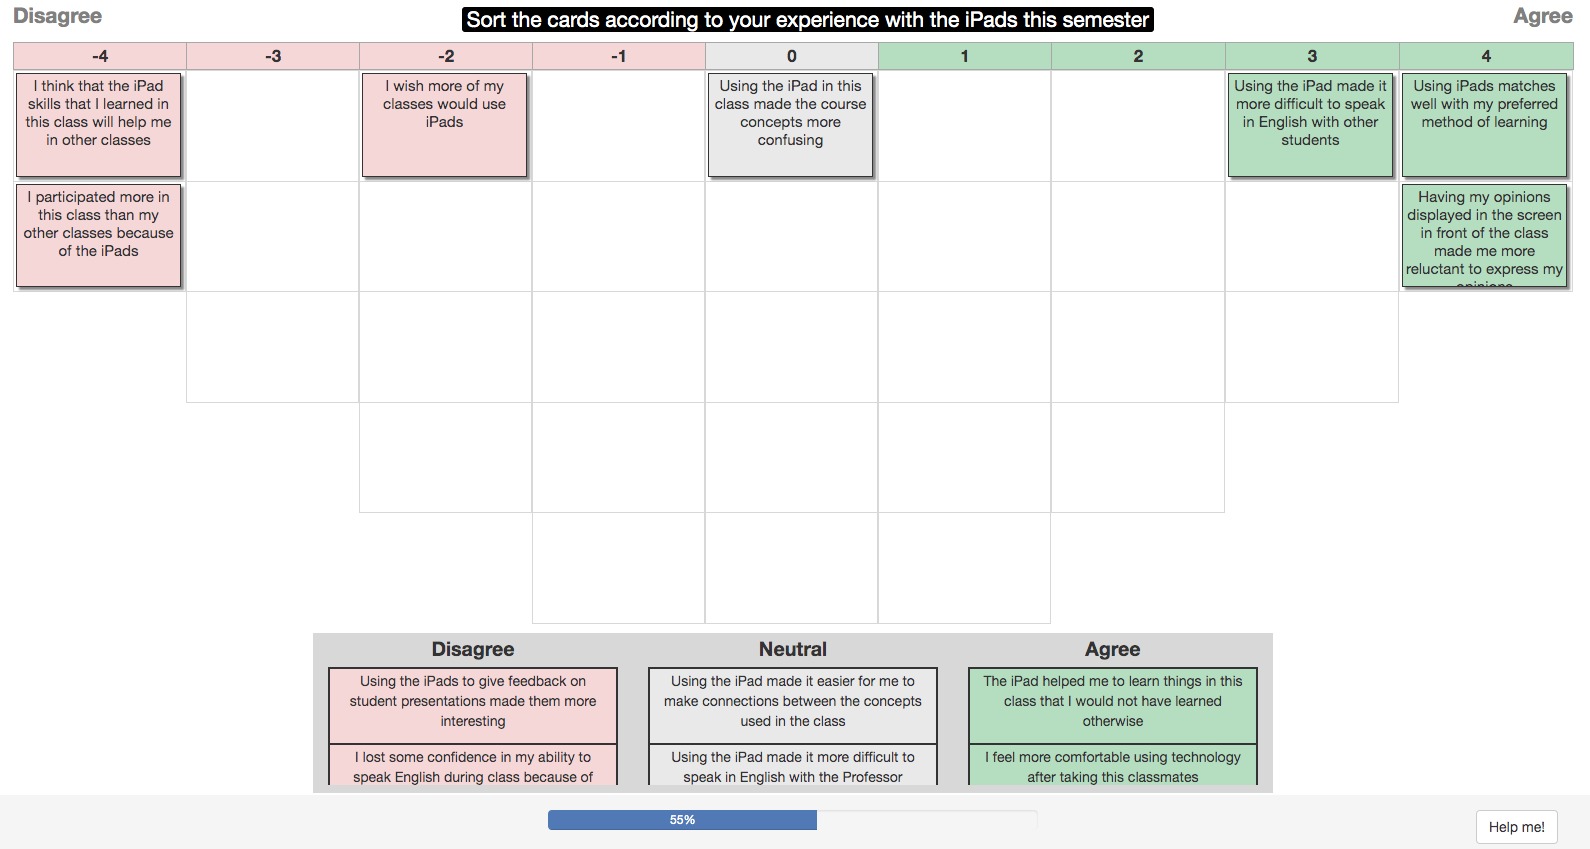 Disagree
Sort the cards according to your experience with the iPads this semester
Agree
-4
-3
-2
-1
0
1
2
3
4
I think that the iPad
skills that I learned in
this class will help me
in other classes
I wish more of my
classes would use
iPads
Using the iPad in this
class made the course
concepts more
confusing
Using the iPad made it
more difficult to speak
in English with other
students
Using iPads matches
well with my preferred
method of learning
I participated more in
this class than my
other classes because
of the iPads
Having my opinions
displayed in the screen
in front of the class
made me more
reluctant to express my
opinions
Disagree
Neutral
Agree
Using the iPads to give feedback on
student presentations made them more
interesting
Using the iPad made it easier for me to
make connections between the concepts
used in the class
The iPad helped me to learn things in this
class that I would not have learned
otherwise
I lost some confidence in my ability to
speak English during class because of
Using the iPad made it more difficult to
speak in English with the Professor
I feel more comfortable using technology
after taking this classmates
55%
Help me!